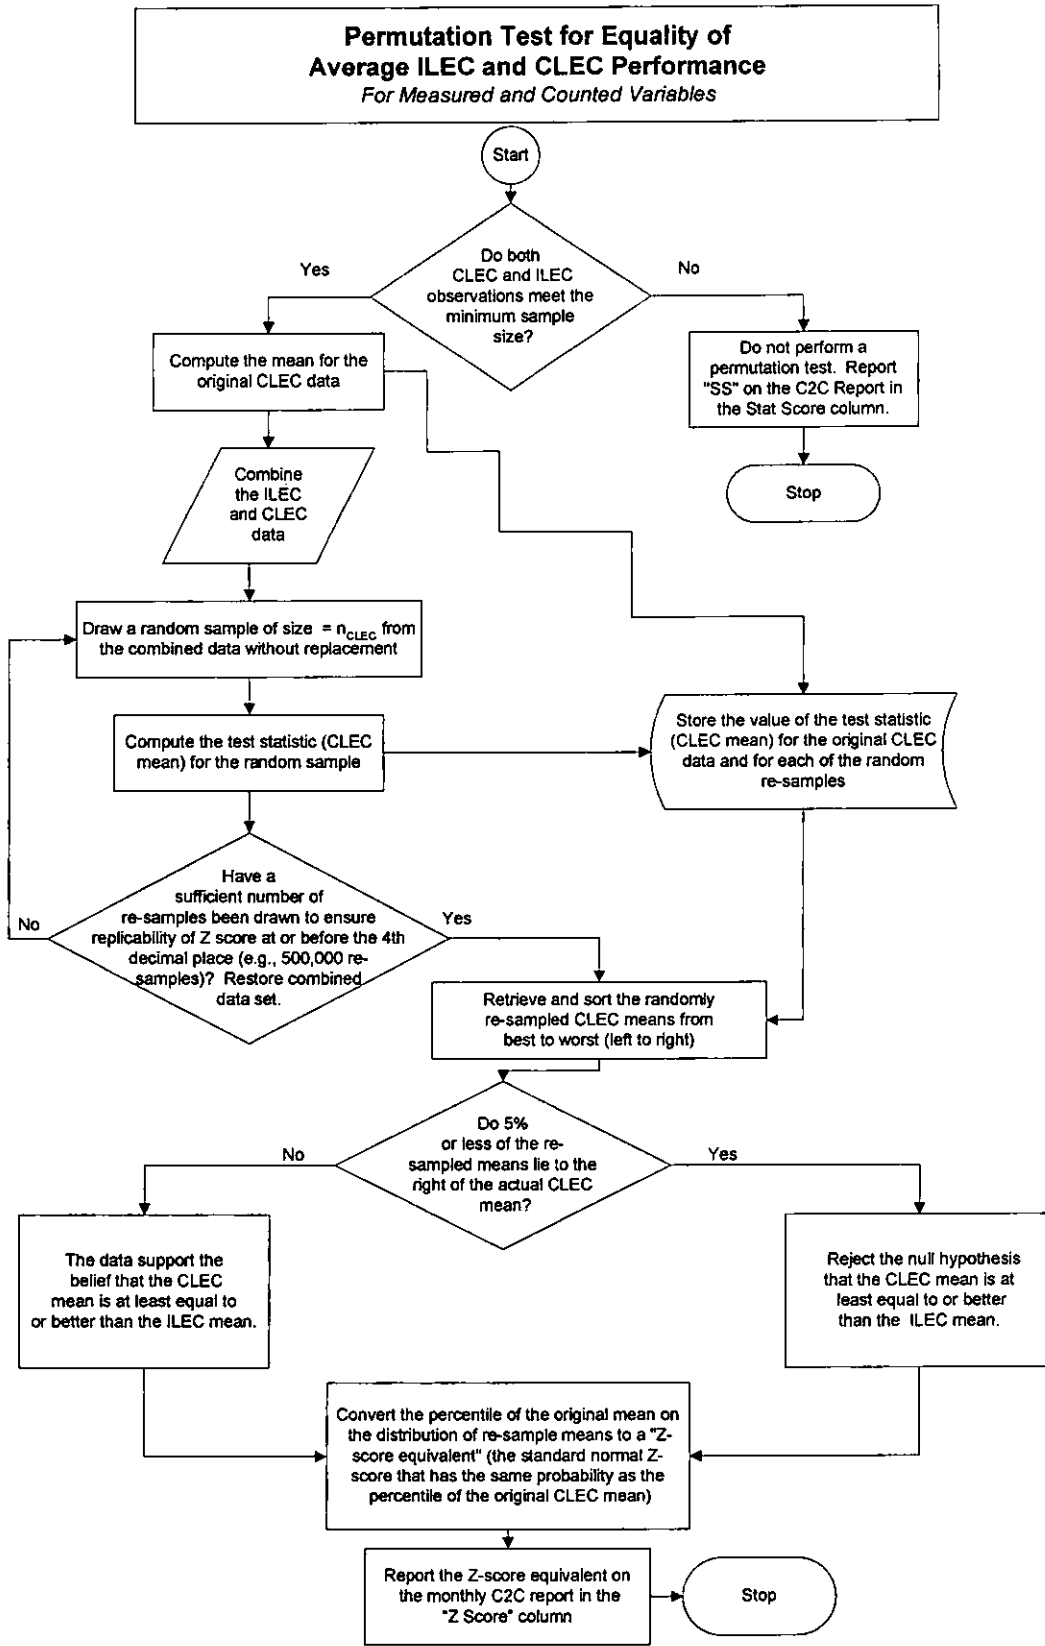 Permutation Test for Equality of
Average ILEC and CLEC Performance
For Measured and Counted Variables
Start
Do both
CLEC and ILEC
observations meet the
minimum sample
size?
Yes
No
Compute the mean for the
original CLEC data
Do not perform a
permutation test. Report
"SS" on the C2C Report in
the Stat Score column.
Stop
Combine
the ILEC
and CLEC
data
Draw a random sample of size = nCLEC from
the combined data without replacement
Compute the test statistic (CLEC
mean) for the random sample
Store the value of the test statistic
(CLEC mean) for the original CLEC
data and for each of the random
re-samples
Have a
sufficient number of
re-samples been drawn to ensure
replicability of Z score at or before the 4th
decimal place (e.g., 500,000 re-
samples)? Restore combined
data set.
No
Yes
Retrieve and sort the randomly
re-sampled CLEC means from
best to worst (left to right)
Do 5%
or less of the re-
sampled means lie to the
right of the actual CLEC
mean?
No
Yes
The data support the
belief that the CLEC
mean is at least equal to
or better than the ILEC mean.
Reject the null hypothesis
that the CLEC mean is at
least equal to or better
than the ILEC mean.
Convert the percentile of the original mean on
the distribution of re-sample means to a "Z-
score equivalent" (the standard normal Z-
score that has the same probability as the
percentile of the original CLEC mean)
Report the Z-score equivalent on
the monthly C2C report in the
"Z Score" column
Stop